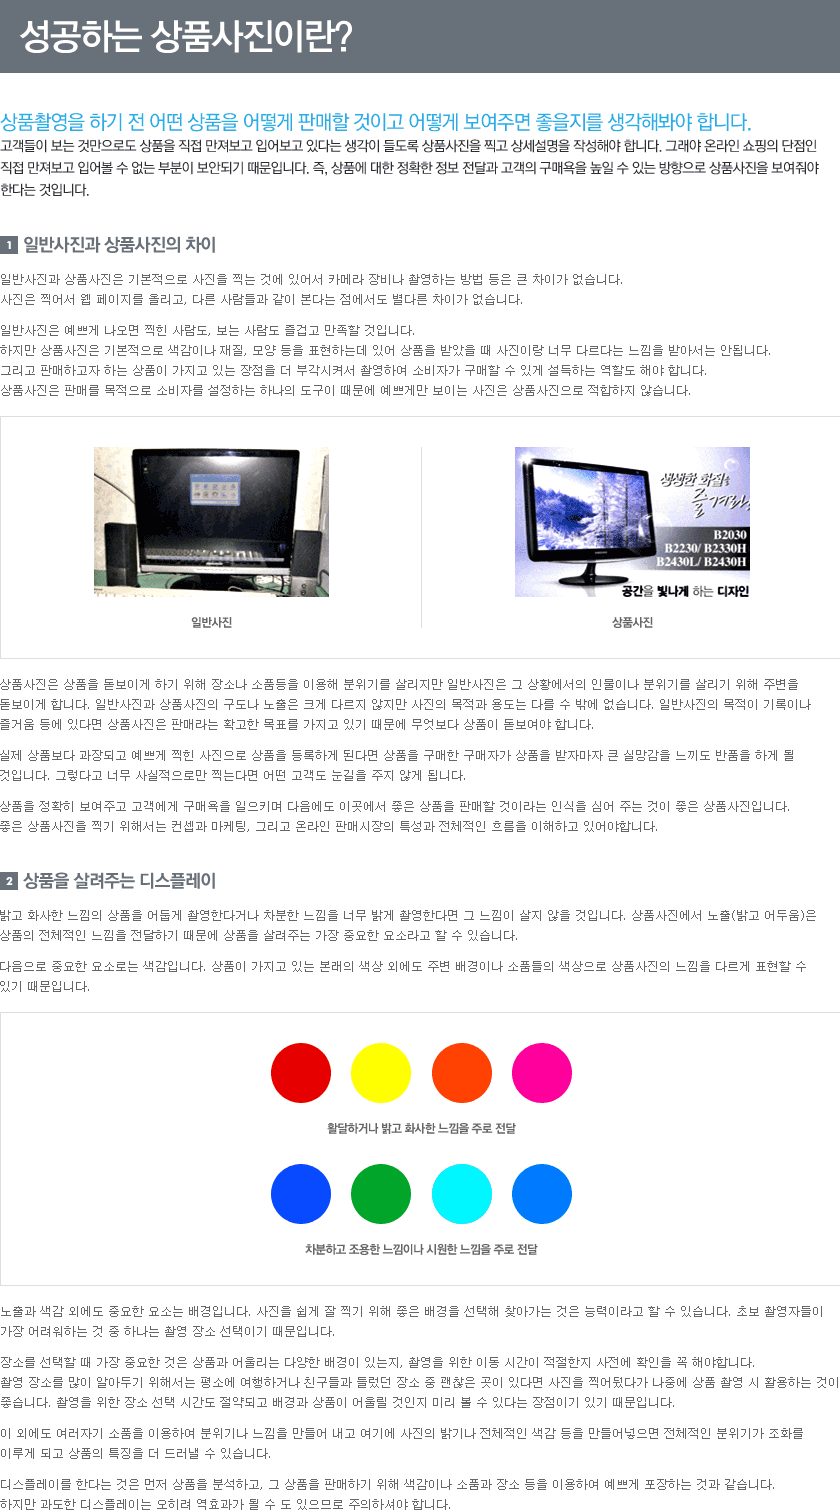 성공하는 상품사진이란?
상품촬영을 하기 전 어떤 상품을 어떻게 판매할 것이고 어떻게 보여주면 좋을지를 생각해봐야 합니다.
고객들이 보는 것만으로도 상품을 직접 만져보고 입어보고 있다는 생각이 들도록 상품사진을 찍고 상세설명을 작성해야 합니다. 그래야 온라인 쇼핑의 단점인
직접 만져보고 입어볼 수 없는 부분이 보안되기 때문입니다. 즉, 상품에 대한 정확한 정보 전달과 고객의 구매욕을 높일 수 있는 방향으로 상품사진을 보여줘야
한다는 것입니다.
1 일반사진과 상품사진의 차이
일반사진과 상품사진은 기본적으로 사진을 찍는 것에 있어서 카메라 장비나 촬영하는 방법 등은 큰 차이가 없습니다.
사진은 찍어서 웹 페이지를 올리고, 다른 사람들과 같이 본다는 점에서도 별다른 차이가 없습니다.
일반사진은 예쁘게 나오면 찍힌 사람도, 보는 사람도 즐겁고 만족할 것입니다.
하지만 상품사진은 기본적으로 색감이나 재질, 모양 등을 표현하는데 있어 상품을 받았을 때 사진이랑 너무 다르다는 느낌을 받아서는 안됩니다.
그리고 판매하고자 하는 상품이 가지고 있는 장점을 더 부각시켜서 촬영하여 소비자가 구매할 수 있게 설득하는 역할도 해야 합니다.
상품사진은 판매를 목적으로 소비자를 설정하는 하나의 도구이 때문에 예쁘게만 보이는 사진은 상품사진으로 적합하지 않습니다.
생생한 화질을
즐겨라!
B2030
B2230/ B2330H
B2430L/ B2430H
공간을 빛나게 하는 디자인
일반사진
상품사진
상품사진은 상품을 돋보이게 하기 위해 장소나 소품등을 이용해 분위기를 살리지만 일반사진은 그 상황에서의 인물이나 분위기를 살리기 위해 주변을
돋보이게 합니다. 일반사진과 상품사진의 구도나 노출은 크게 다르지 않지만 사진의 목적과 용도는 다를 수 밖에 없습니다. 일반사진의 목적이 기록이나
즐거움 등에 있다면 상품사진은 판매라는 확고한 목표를 가지고 있기 때문에 무엇보다 상품이 돋보여야 합니다.
실제 상품보다 과장되고 예쁘게 찍힌 사진으로 상품을 등록하게 된다면 상품을 구매한 구매자가 상품을 받자마자 큰 실망감을 느끼도 반품을 하게 될
것입니다. 그렇다고 너무 사실적으로만 찍는다면 어떤 고객도 눈길을 주지 않게 됩니다.
상품을 정확히 보여주고 고객에게 구매욕을 일으키며 다음에도 이곳에서 좋은 상품을 판매할 것이라는 인식을 심어 주는 것이 좋은 상품사진입니다.
좋은 상품사진을 찍기 위해서는 컨셉과 마케팅, 그리고 온라인 판매시장의 특성과 전체적인 흐름을 이해하고 있어야합니다.
2 상품을 살려주는 디스플레이
밝고 화사한 느낌의 상품을 어둡게 촬영한다거나 차분한 느낌을 너무 밝게 촬영한다면 그 느낌이 살지 않을 것입니다. 상품사진에서 노출(밝고 어두움)은
상품의 전체적인 느낌을 전달하기 때문에 상품을 살려주는 가장 중요한 요소라고 할 수 있습니다.
다음으로 중요한 요소로는 색감입니다. 상품이 가지고 있는 본래의 색상 외에도 주변 배경이나 소품들의 색상으로 상품사진의 느낌을 다르게 표현할 수
있기 때문입니다.
활달하거나 밝고 화사한 느낌을 주로 전달
차분하고 조용한 느낌이나 시원한 느낌을 주로 전달
노출과 색감 외에도 중요한 요소는 배경입니다. 사진을 쉽게 잘 찍기 위해 좋은 배경을 선택해 찾아가는 것은 능력이라고 할 수 있습니다. 초보 촬영자들이
가장 어려워하는 것 중 하나는 촬영 장소 선택이기 때문입니다.
장소를 선택할 때 가장 중요한 것은 상품과 어울리는 다양한 배경이 있는지, 촬영을 위한 이동 시간이 적절한지 사전에 확인을 꼭 해야합니다.
촬영 장소를 많이 알아두기 위해서는 평소에 여행하거나 친구들과 들렀던 장소 중 괜찮은 곳이 있다면 사진을 찍어뒀다가 나중에 상품 촬영 시 활용하는 것이
좋습니다. 촬영을 위한 장소 선택 시간도 절약되고 배경과 상품이 어울릴 것인지 미리 볼 수 있다는 장점이기 있기 때문입니다.
이 외에도 여러자기 소품을 이용하여 분위기나 느낌을 만들어 내고 여기에 사진의 밝기나 전체적인 색감 등을 만들어넣으면 전체적인 분위기가 조화를
이루게 되고 상품의 특징을 더 드러낼 수 있습니다.
디스플레이를 한다는 것은 먼저 상품을 분석하고, 그 상품을 판매하기 위해 색감이나 소품과 장소 등을 이용하여 예쁘게 포장하는 것과 같습니다.
하지만 과도한 디스플레이는 오히려 역효과가 될 수 도 있으므로 주의하셔야 합니다.